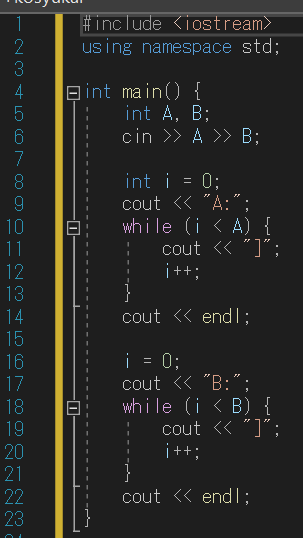 1 #include <iostream>
2 using namespace std;
3
4 int main() {
5 int A, B;
6 cin >> A >> B;
7
8 int i = 0;
9 cout << "A:";
10 while (i < A) {
11 cout << "]";
12 i++;
13 }
14 cout << endl;
15
16 i = 0;
17 cout << "B:";
18 while (i < B) {
19 cout << "]";
20 i++;
21 }
22 cout << endl;
23 }